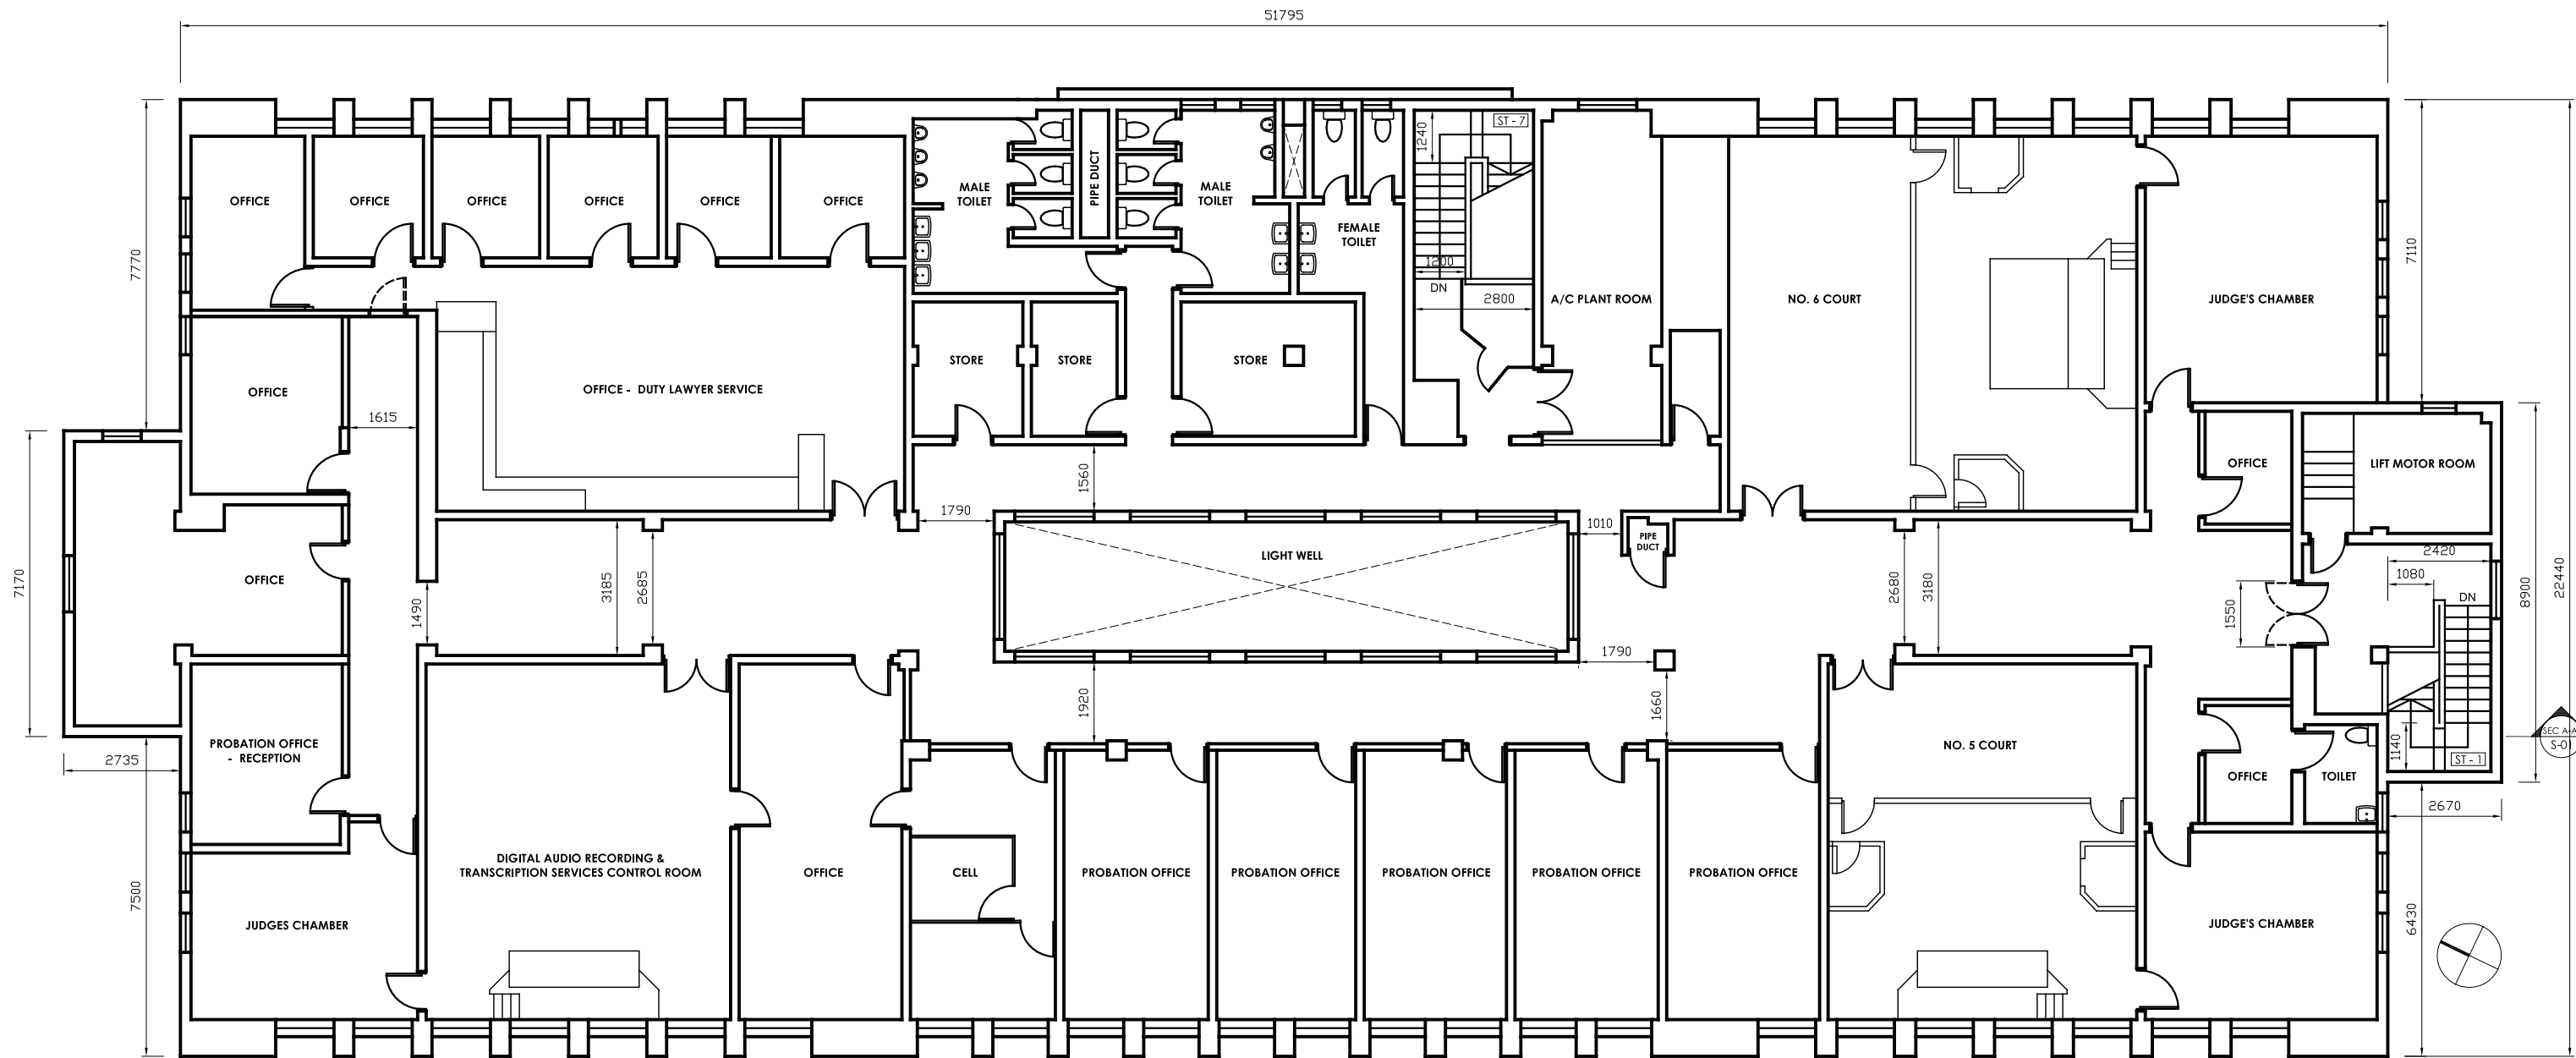 51795
ST - 7
1240
MALE
TOILET
PIPE DUCT
MALE
TOILET
OFFICE
OFFICE
OFFICE
OFFICE
OFFICE
OFFICE
FEMALE
TOILET
7770
7110
1200
DN
2800
A/C PLANT ROOM
NO. 6 COURT
JUDGE'S CHAMBER
STORE
STORE
STORE
OFFICE
OFFICE - DUTY LAWYER SERVICE
1615
1560
OFFICE
LIFT MOTOR ROOM
1790
1010
PIPE
DUCT
LIGHT WELL
2420
1080
DN
7170
OFFICE
1490
3185
2685
2680
3180
1550
8900
22440
1790
1920
1660
PROBATION OFFICE
- RECEPTION
NO. 5 COURT
SEC A-A
S-01
1140
ST - 1
2735
OFFICE
TOILET
2670
DIGITAL AUDIO RECORDING &
TRANSCRIPTION SERVICES CONTROL ROOM
OFFICE
CELL
PROBATION OFFICE
PROBATION OFFICE
PROBATION OFFICE
PROBATION OFFICE
PROBATION OFFICE
7500
JUDGES CHAMBER
JUDGE'S CHAMBER
6430